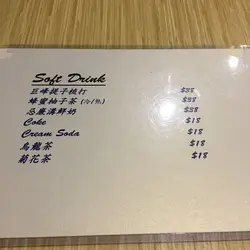 Soft Drink
巨峰提子梳打 $38
蜂蜜柚子茶 (冷/熱) $38
忌廉溝鮮奶 $38
Coke $18
Cream Soda $18
烏龍茶 $18
菊花茶 $18